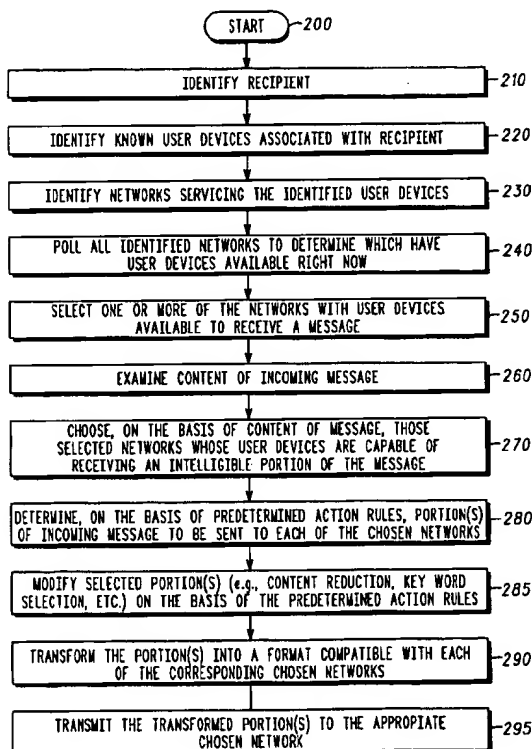 START
200
IDENTIFY RECIPIENT
210
IDENTIFY KNOWN USER DEVICES ASSOCIATED WITH RECIPIENT
220
IDENTIFY NETWORKS SERVICING THE IDENTIFIED USER DEVICES
230
POLL ALL IDENTIFIED NETWORKS TO DETERMINE WHICH HAVE
USER DEVICES AVAILABLE RIGHT NOW
240
SELECT ONE OR MORE OF THE NETWORKS WITH USER DEVICES
AVAILABLE TO RECEIVE A MESSAGE
250
EXAMINE CONTENT OF INCOMING MESSAGE
260
CHOOSE, ON THE BASIS OF CONTENT OF MESSAGE, THOSE
SELECTED NETWORKS WHOSE USER DEVICES ARE CAPABLE OF
RECEIVING AN INTELLIGIBLE PORTION OF THE MESSAGE
270
DETERMINE, ON THE BASIS OF PREDETERMINED ACTION RULES, PORTION(S)
OF INCOMING MESSAGE TO BE SENT TO EACH OF THE CHOSEN NETWORKS
280
MODIFY SELECTED PORTION(S) (e.g., CONTENT REDUCTION, KEY WORD
SELECTION, ETC.) ON THE BASIS OF THE PREDETERMINED ACTION RULES
285
TRANSFORM THE PORTION(S) INTO A FORMAT COMPATIBLE WITH EACH
OF THE CORRESPONDING CHOSEN NETWORKS
290
TRANSMIT THE TRANSFORMED PORTION(S) TO THE APPROPIATE
CHOSEN NETWORK
295